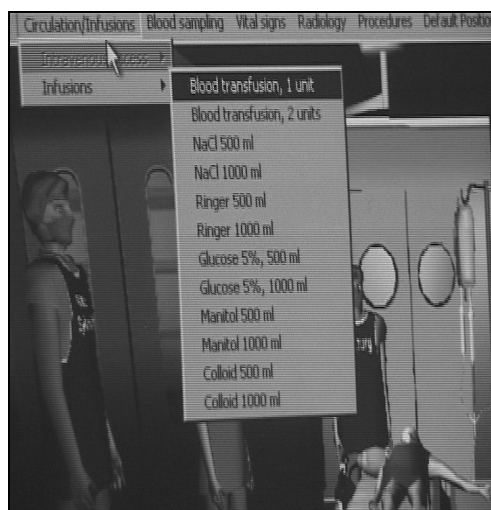 Circulation/Infusions Blood sampling Vital signs Radiology Procedures Default Positio
Intravenous access
Infusions
Blood transfusion, 1 unit
Blood transfusion, 2 units
NaCl 500 ml
NaCl 1000 ml
Ringer 500 ml
Ringer 1000 ml
Glucose 5%, 500 ml
Glucose 5%, 1000 ml
Manitol 500 ml
Manitol 1000 ml
Colloid 500 ml
Colloid 1000 ml